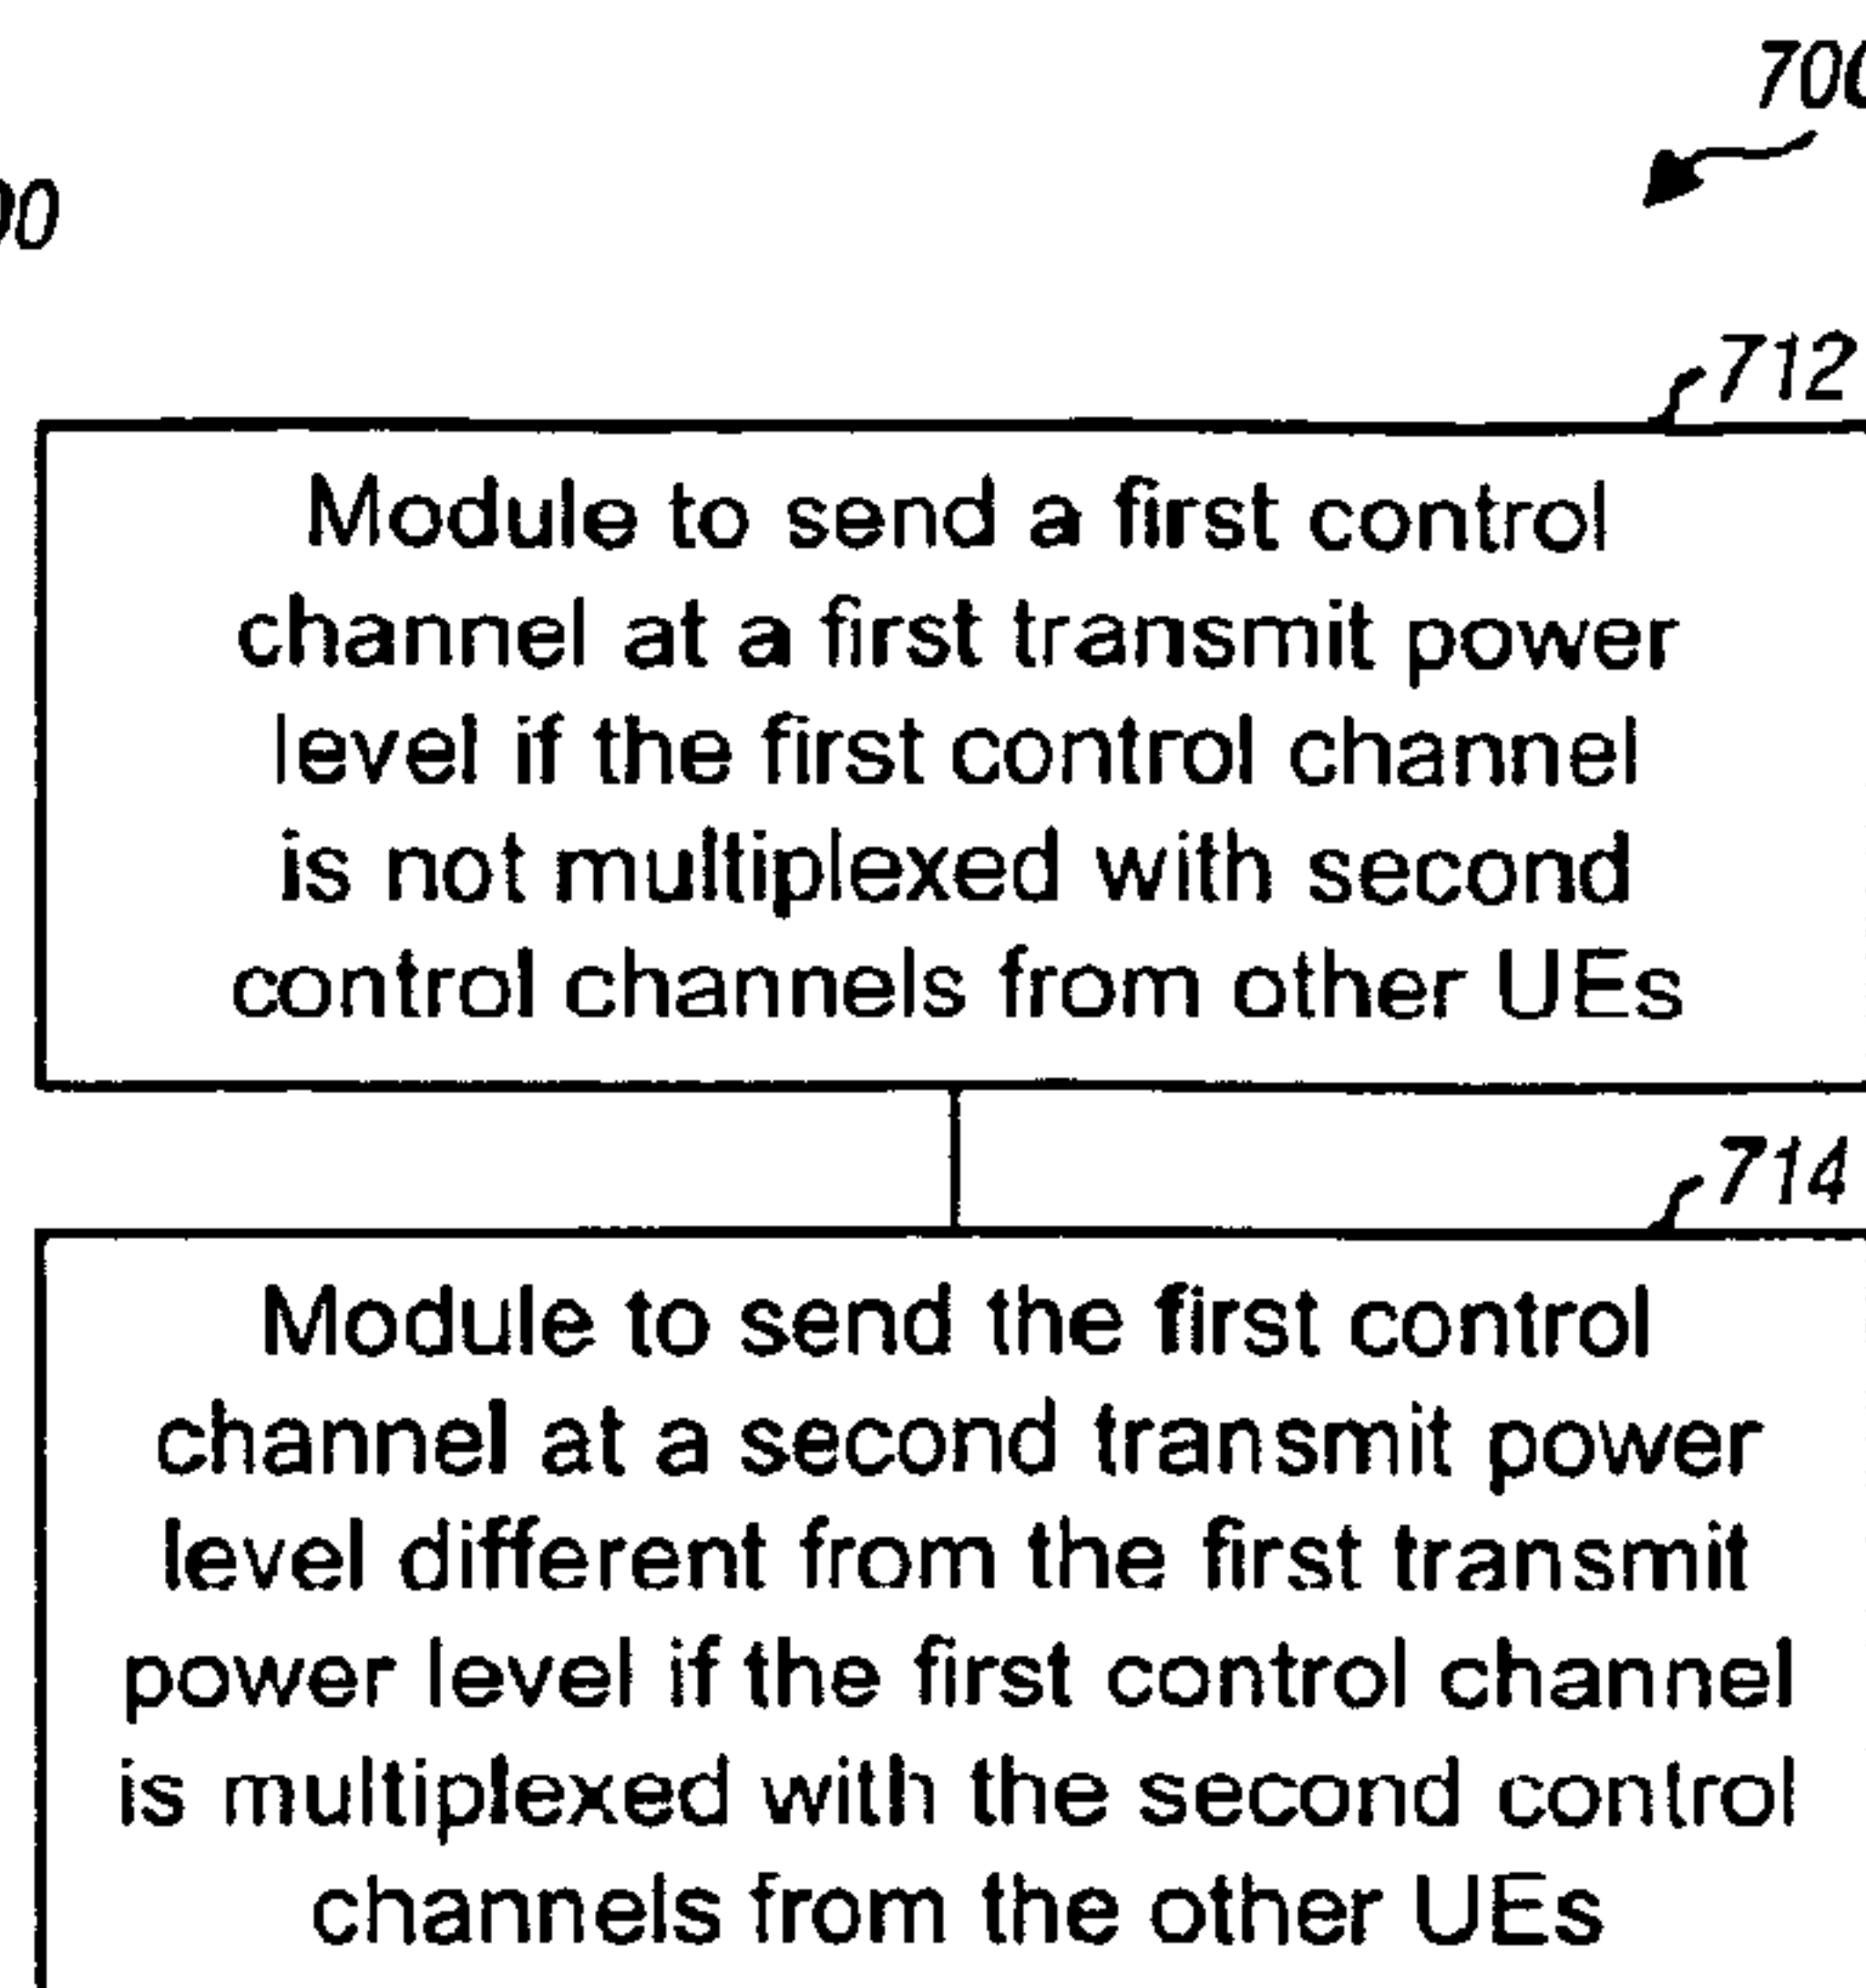 712
Module to send a first control
channel at a first transmit power
level if the first control channel
is not multiplexed with second
control channels from other UEs
714
Module to send the first control
channel at a second transmit power
level different from the first transmit
power level if the first control channel
is multiplexed with the second control
channels from the other UEs